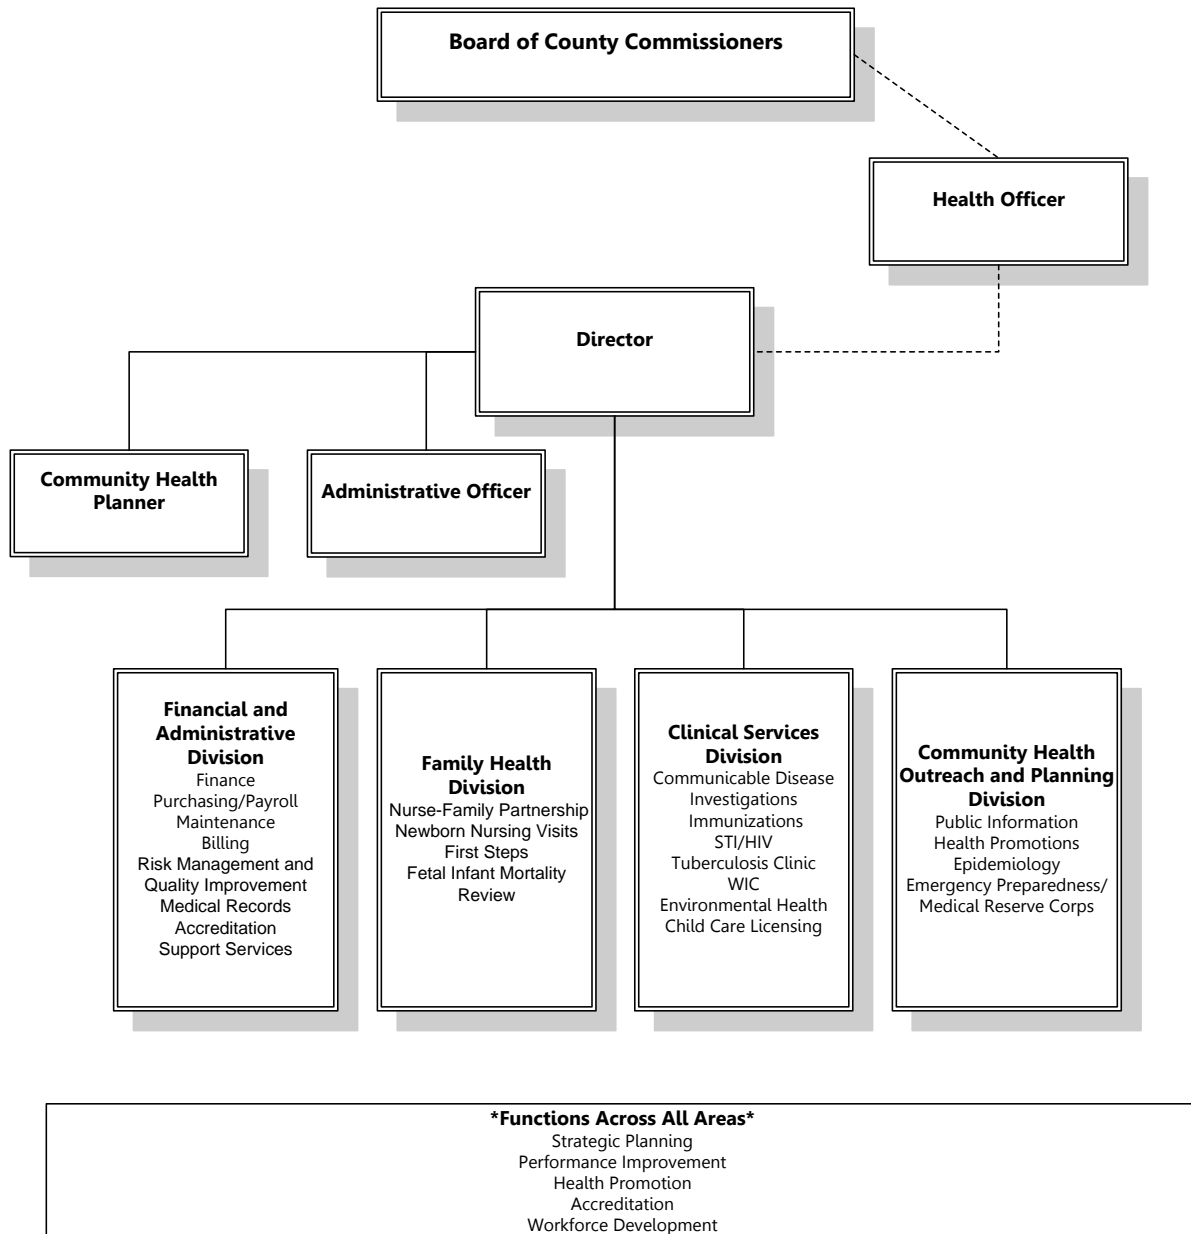 Board of County Commissioners
Health Officer
Director
Community Health
Planner
Administrative Officer
Financial and
Administrative
Division
Finance
Purchasing/Payroll
Maintenance
Billing
Risk Management and
Quality Improvement
Medical Records
Accreditation
Support Services
Family Health
Division
Nurse-Family Partnership
Newborn Nursing Visits
First Steps
Fetal Infant Mortality
Review
Clinical Services
Division
Communicable Disease
Investigations
Immunizations
STI/HIV
Tuberculosis Clinic
WIC
Environmental Health
Child Care Licensing
Community Health
Outreach and Planning
Division
Public Information
Health Promotions
Epidemiology
Emergency Preparedness/
Medical Reserve Corps
*Functions Across All Areas*
Strategic Planning
Performance Improvement
Health Promotion
Accreditation
Workforce Development